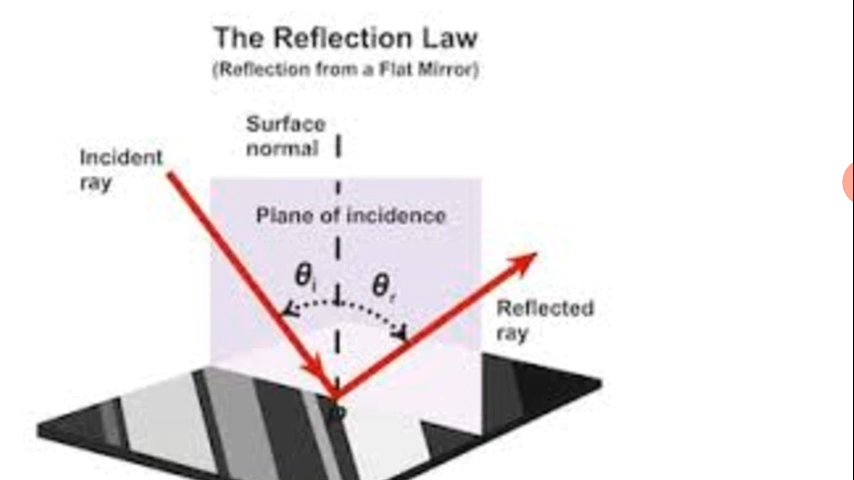 The Reflection Law
(Reflection from a Flat Mirror)
Surface
normal
Incident
ray
Plane of incidence
θi
θr
Reflected
ray